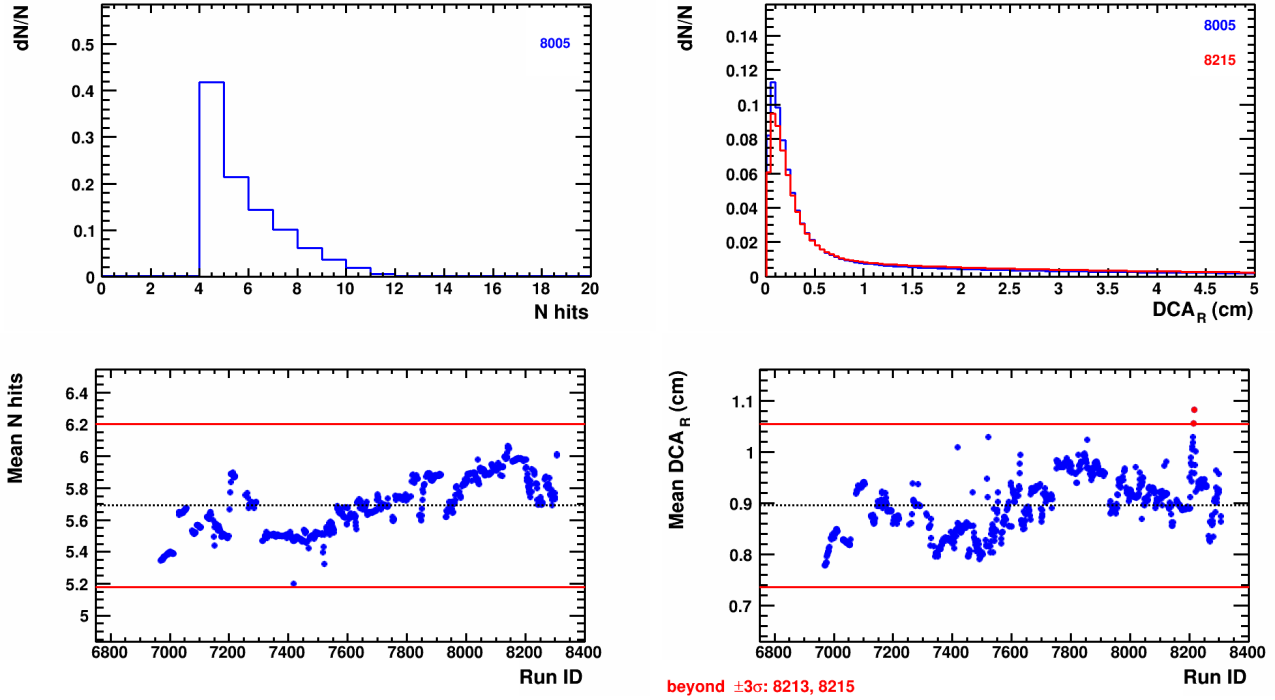 dN/N
8005
0.5
0.4
0.3
0.2
0.1
0
0 2 4 6 8 10 12 14 16 18 20
N hits
dN/N
8005
8215
0.14
0.12
0.1
0.08
0.06
0.04
0.02
0
0 0.5 1 1.5 2 2.5 3 3.5 4 4.5 5
DCA R (cm)
Mean N hits
6.4
6.2
6
5.8
5.6
5.4
5.2
5
6800 7000 7200 7400 7600 7800 8000 8200 8400
Run ID
Mean DCA R (cm)
1.1
1
0.9
0.8
0.7
6800 7000 7200 7400 7600 7800 8000 8200 8400
Run ID
beyond ±3σ: 8213, 8215